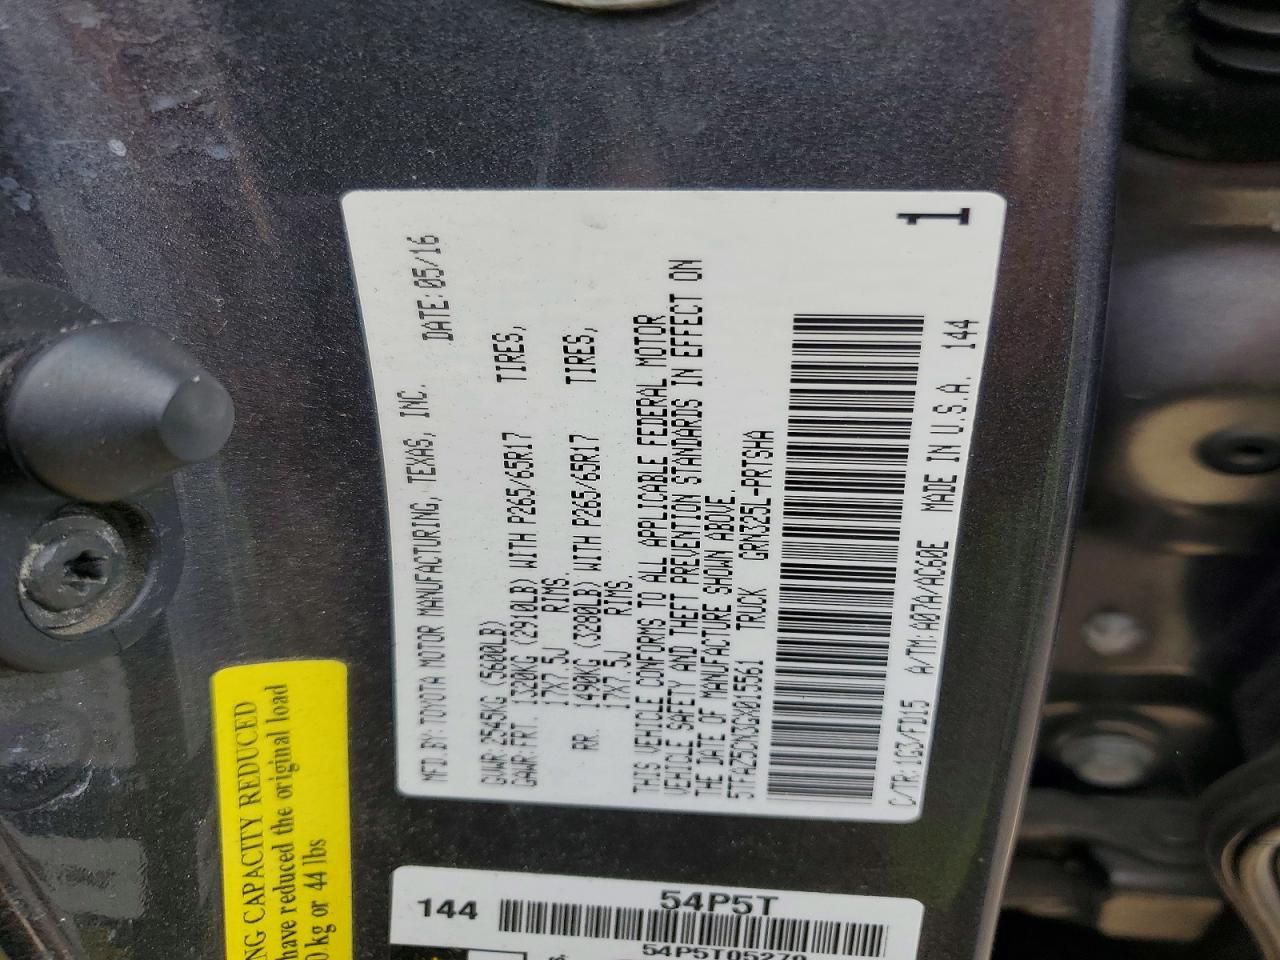 MFD.BY:TOYOTA MOTOR MANUFACTURING, TEXAS, INC. DATE:05/16
GVWR 2545KG (5600LB)
GAWR FRT. 1320KG (2910LB) WITH P265/65R17 TIRES,
17X7.5J RIMS.
RR. 1490KG (3280LB) WITH P265/65R17 TIRES,
17X7.5J RIMS.
THIS VEHICLE CONFORMS TO ALL APPLICABLE FEDERAL MOTOR
VEHICLE SAFETY AND THEFT PREVENTION STANDARDS IN EFFECT ON
THE DATE OF MANUFACTURE SHOWN ABOVE.
5TFAZ5CN3GX015561 TRUCK GRN325L-PRTSHA
C/TR:1G3/FD15 A/TM:A07A/AC60E MADE IN U.S.A. 144
1
NG CAPACITY REDUCED
have reduced the original load
0 kg or 44 lbs
54P5T
144
54P5T05270